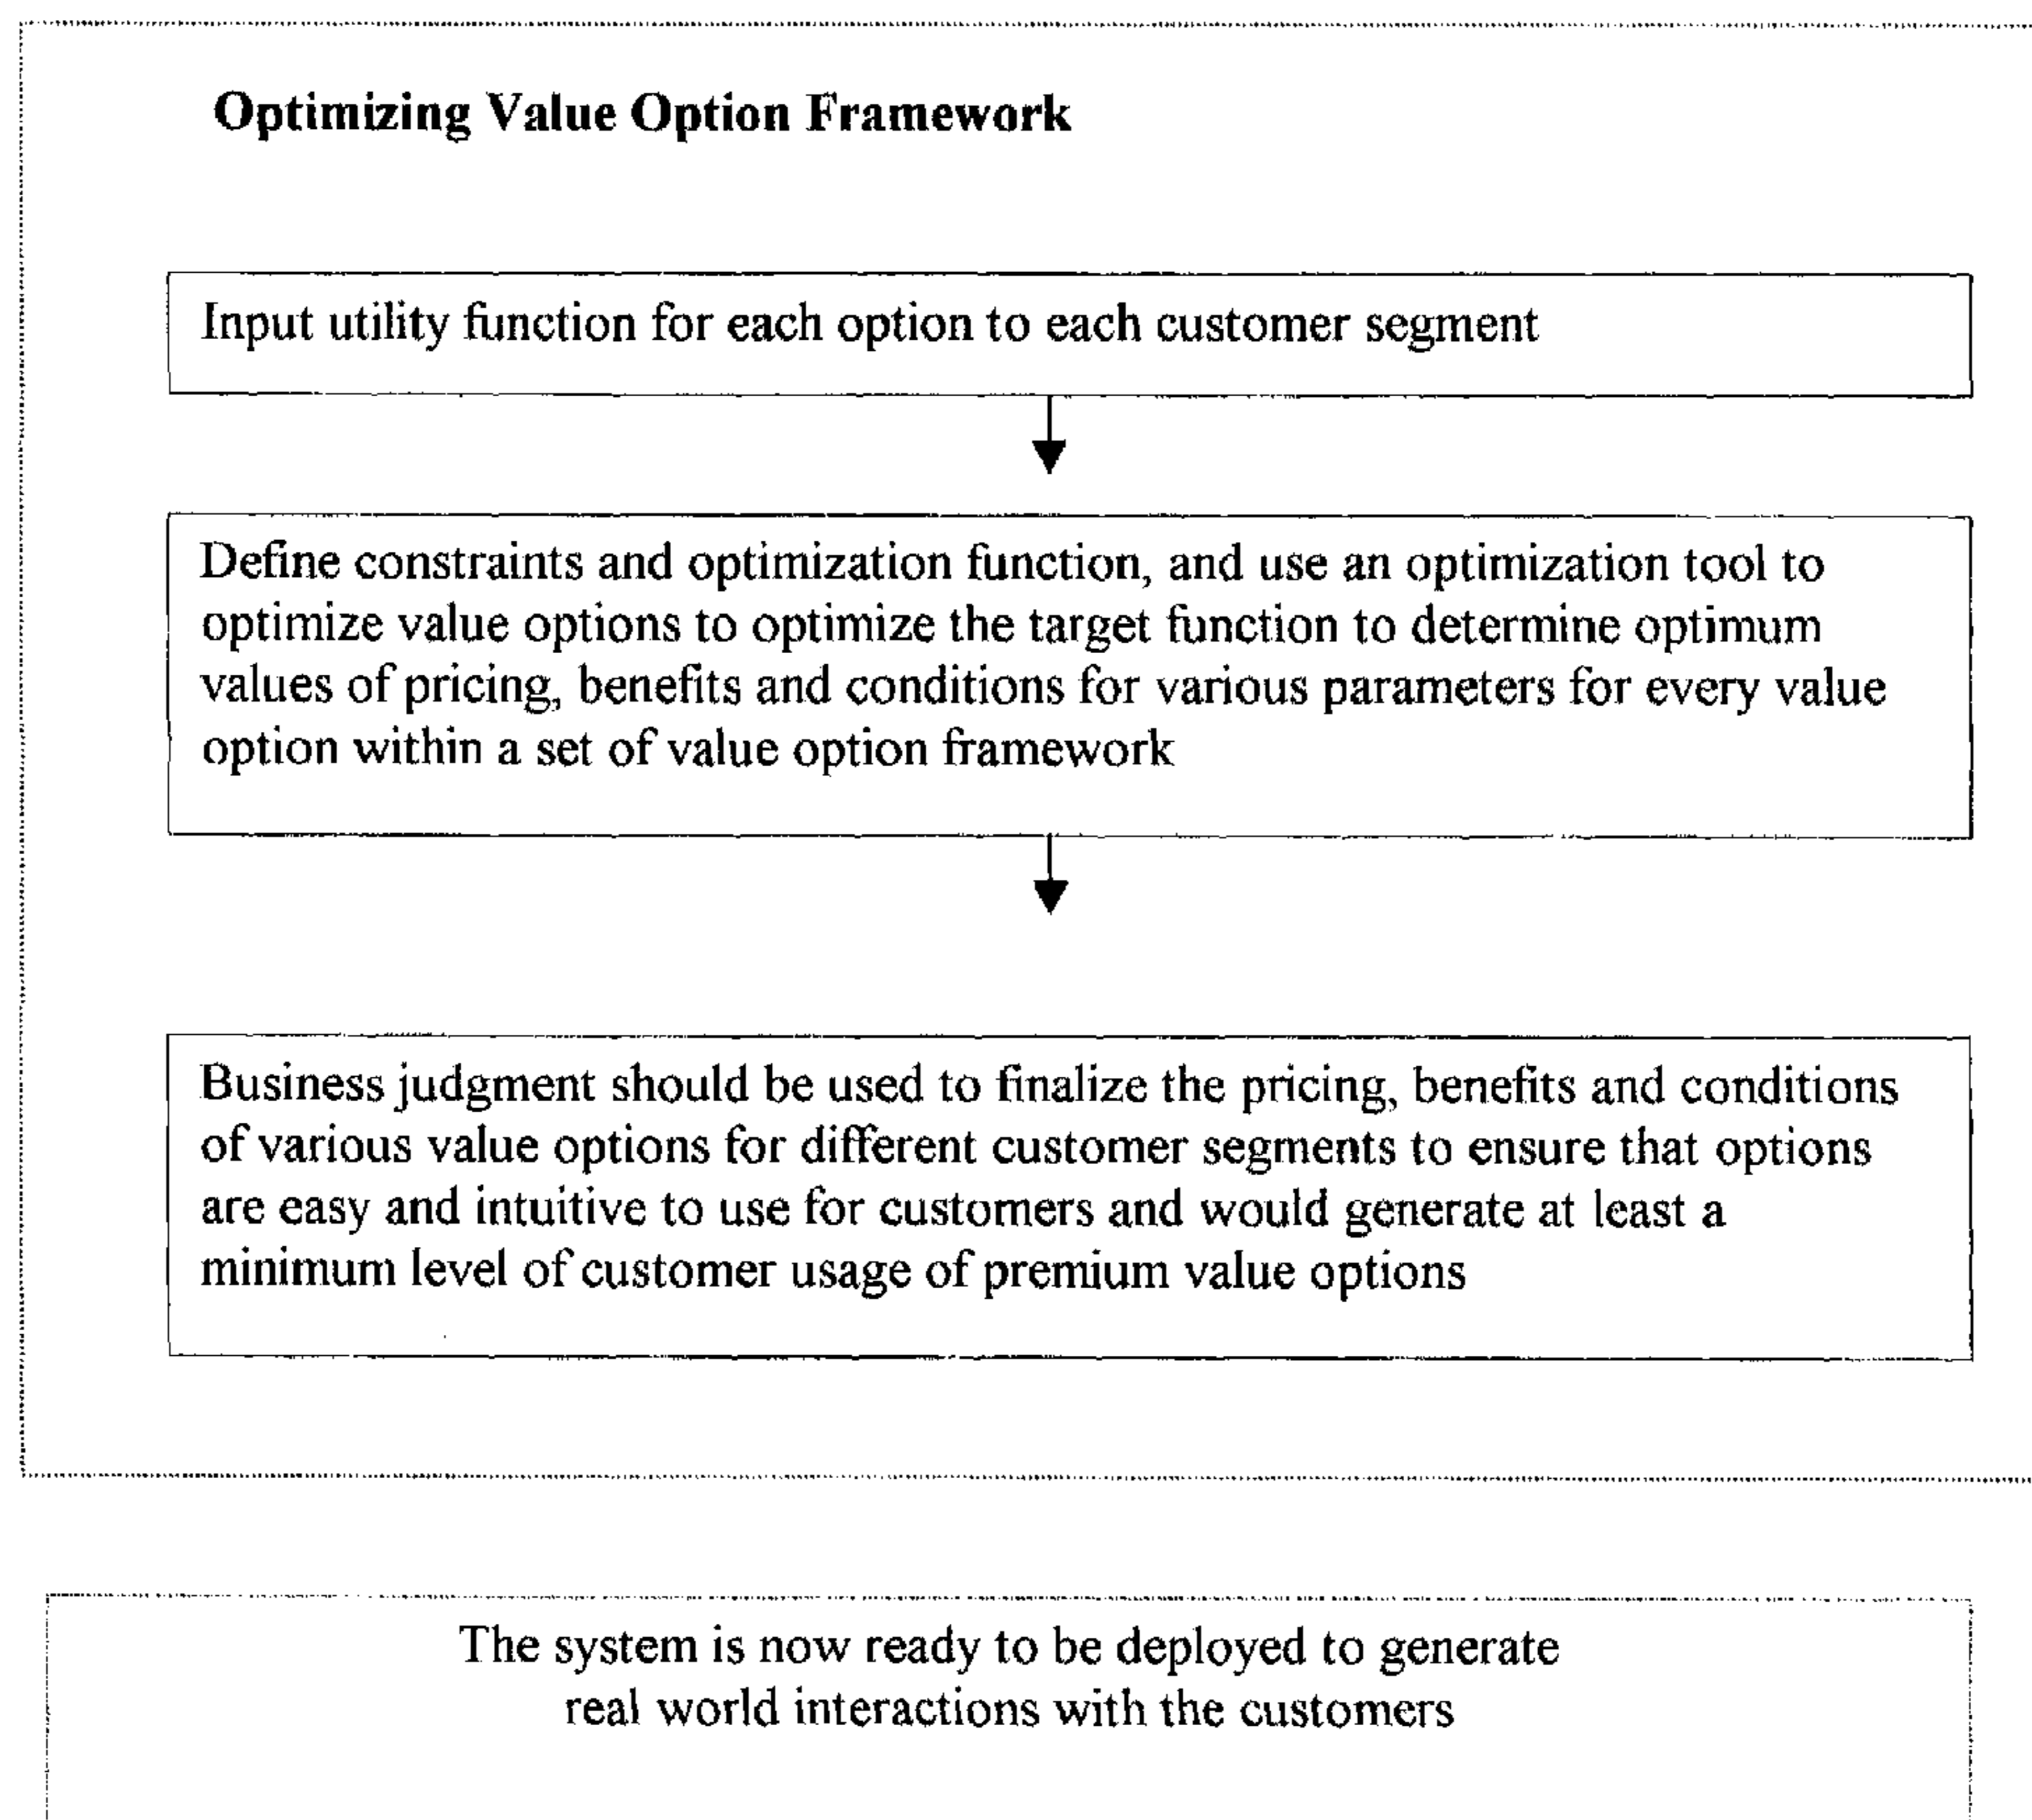 Optimizing Value Option Framework
Input utility function for each option to each customer segment
Define constraints and optimization function, and use an optimization tool to
optimize value options to optimize the target function to determine optimum
values of pricing, benefits and conditions for various parameters for every value
option within a set of value option framework
Business judgment should be used to finalize the pricing, benefits and conditions
of various value options for different customer segments to ensure that options
are easy and intuitive to use for customers and would generate at least a
minimum level of customer usage of premium value options
The system is now ready to be deployed to generate
real world interactions with the customers